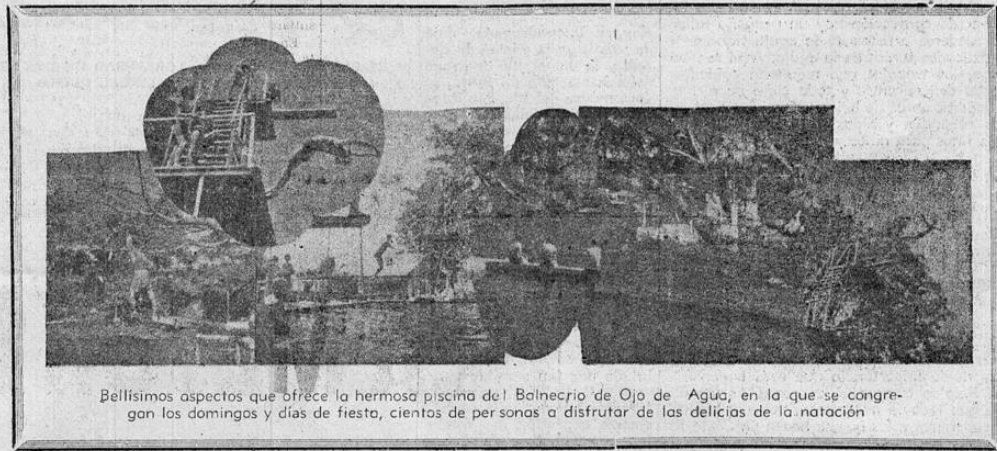 Bellísimos aspectos que ofrece la hermosa piscina del Balneario de Ojo de Agua, en la que se congre-
gan los domingos y días de fiesta, cientos de personas a disfrutar de las delicias de la natación